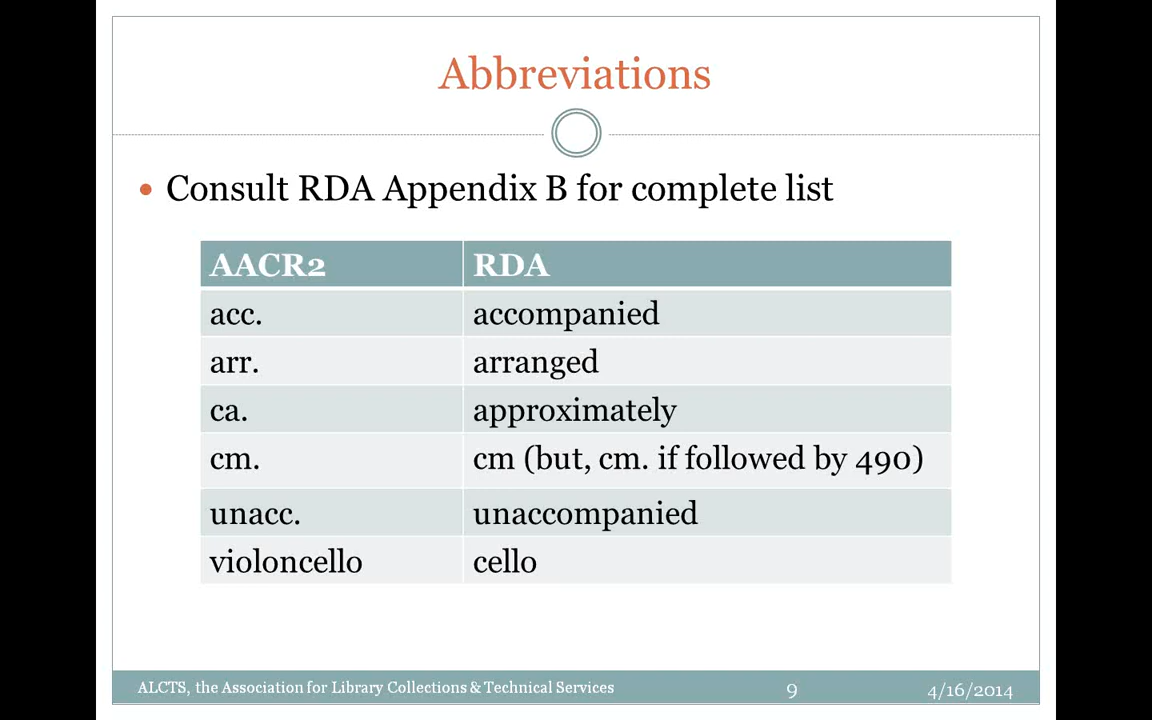 Abbreviations
• Consult RDA Appendix B for complete list
AACR2 RDA
acc. accompanied
arr. arranged
ca. approximately
cm. cm (but, cm. if followed by 490)
unacc. unaccompanied
violoncello cello
ALCTS, the Association for Library Collections & Technical Services 9 4/16/2014